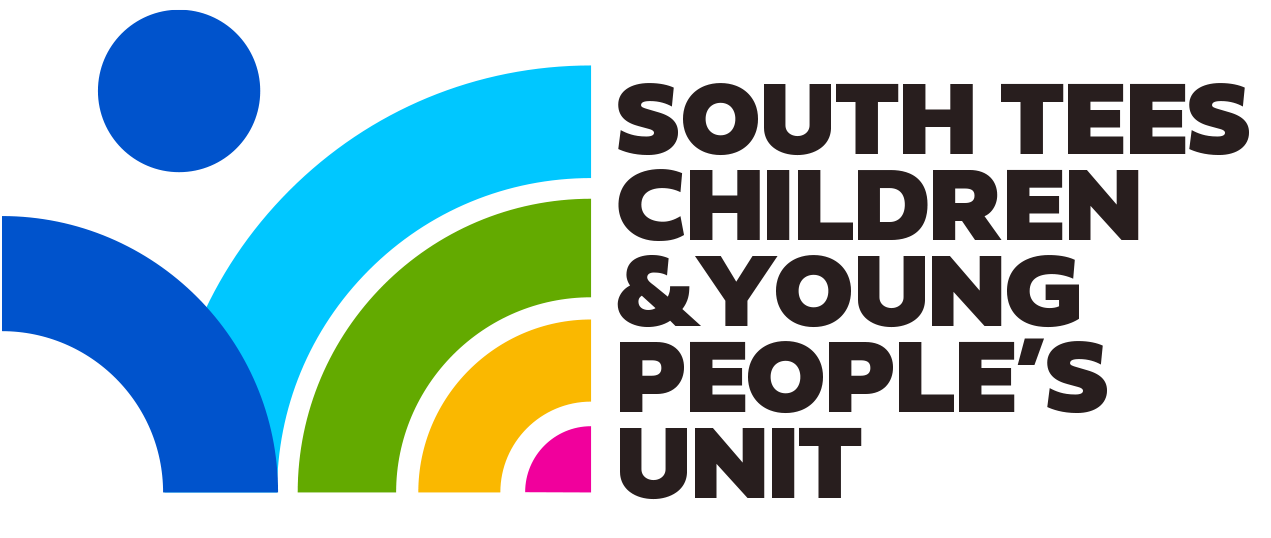 SOUTH TEES
CHILDREN
& YOUNG
PEOPLE'S
UNIT